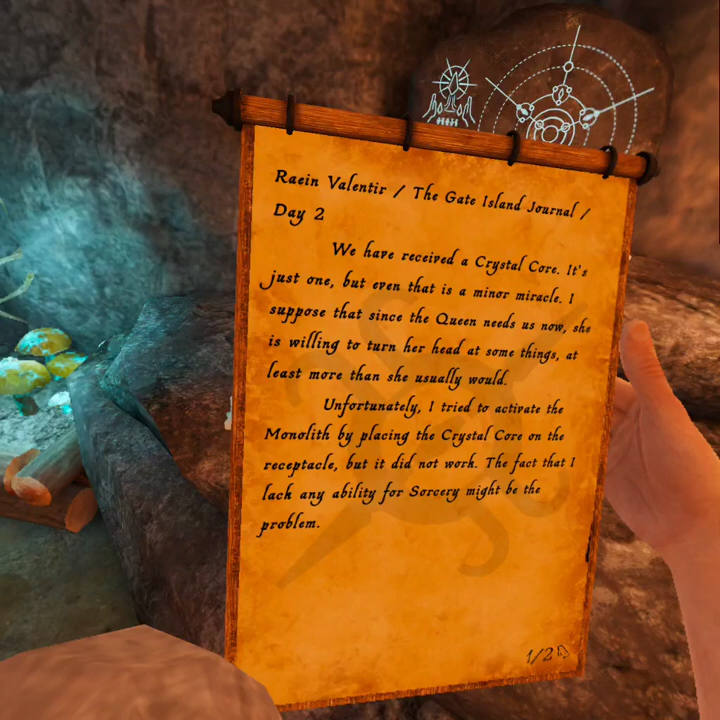 Raein Valentir / The Gate Island Journal /
Day 2
We have received a Crystal Core. It's
just one, but even that is a minor miracle. I
suppose that since the Queen needs us now, she
is willing to turn her head at some things, at
least more than she usually would.
Unfortunately, I tried to activate the
Monolith by placing the Crystal Core on the
receptacle, but it did not work. The fact that I
lack any ability for Sorcery might be the
problem.
1/2